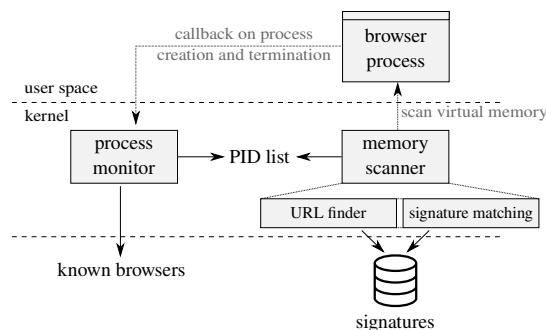 callback on process
creation and termination
browser
process
user space
kernel
scan virtual memory
process
monitor
PID list
memory
scanner
URL finder
signature matching
known browsers
signatures